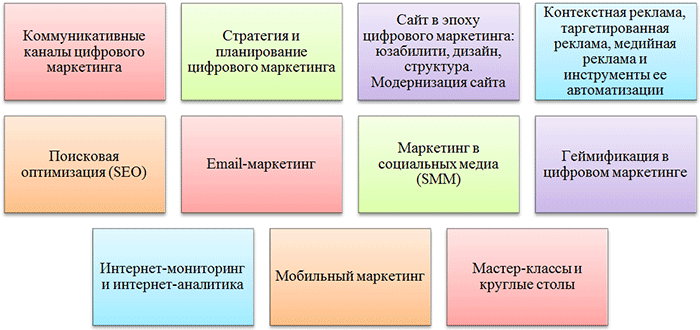 Коммуникативные
каналы цифрового
маркетинга
Стратегия и
планирование
цифрового маркетинга
Сайт в эпоху
цифрового маркетинга:
юзабилити, дизайн,
структура.
Модернизация сайта
Контекстная реклама,
таргетированная
реклама, медийная
реклама и
инструменты ее
автоматизации
Поисковая
оптимизация (SEO)
Email-маркетинг
Маркетинг в
социальных медиа
(SMM)
Геймификация в
цифровом маркетинге
Интернет-мониторинг
и интернет-аналитика
Мобильный маркетинг
Мастер-классы и
круглые столы